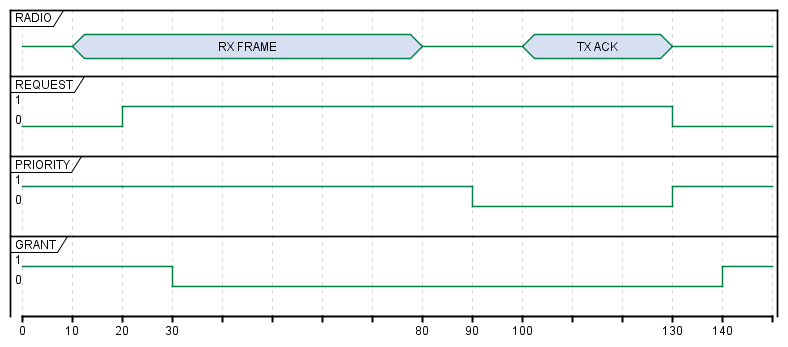 RADIO
RX FRAME
TX ACK
REQUEST
1
0
PRIORITY
1
0
GRANT
1
0
0 10 20 30 80 90 100 130 140